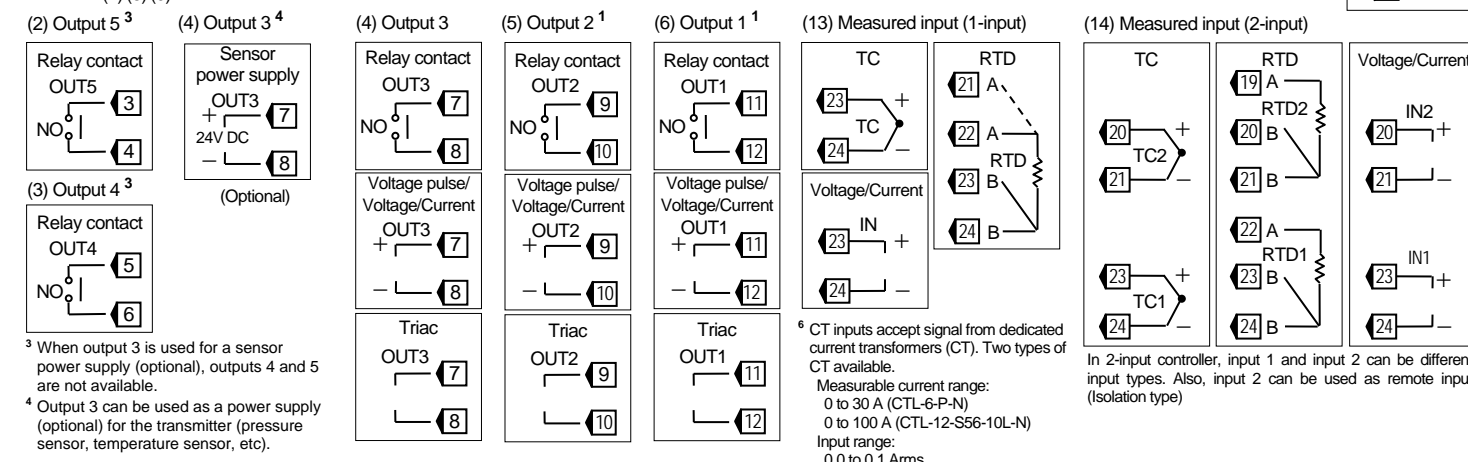 (2) Output 5 3
Relay contact
OUT5
NO
3
4
(3) Output 4 3
Relay contact
OUT4
NO
5
6
(4) Output 3 4
Sensor
power supply
OUT3
+
24V DC
−
7
8
(Optional)
3 When output 3 is used for a sensor
power supply (optional), outputs 4 and 5
are not available.
4 Output 3 can be used as a power supply
(optional) for the transmitter (pressure
sensor, temperature sensor, etc).
(4) Output 3
Relay contact
OUT3
NO
7
8
Voltage pulse/
Voltage/Current
OUT3
+
7
−
8
Triac
OUT3
7
8
(5) Output 2 1
Relay contact
OUT2
NO
9
10
Voltage pulse/
Voltage/Current
OUT2
+
9
−
10
Triac
OUT2
9
10
(6) Output 1 1
Relay contact
OUT1
NO
11
12
Voltage pulse/
Voltage/Current
OUT1
+
11
−
12
Triac
OUT1
11
12
(13) Measured input (1-input)
TC
23 +
TC
24 −
Voltage/Current
IN
23 +
24 −
RTD
21 A
22 A
RTD
23 B
24 B
6 CT inputs accept signal from dedicated
current transformers (CT). Two types of
CT available.
Measurable current range:
0 to 30 A (CTL-6-P-N)
0 to 100 A (CTL-12-S56-10L-N)
Input range:
0.0 to 0.1 Arms
(14) Measured input (2-input)
TC
20 +
TC2
21 −
23 +
TC1
24 −
RTD
19 A
RTD2
20 B
21 B
22 A
RTD1
23 B
24 B
Voltage/Current
IN2
20 +
21 −
IN1
23 +
24 −
In 2-input controller, input 1 and input 2 can be differen
input types. Also, input 2 can be used as remote inpu
(Isolation type)